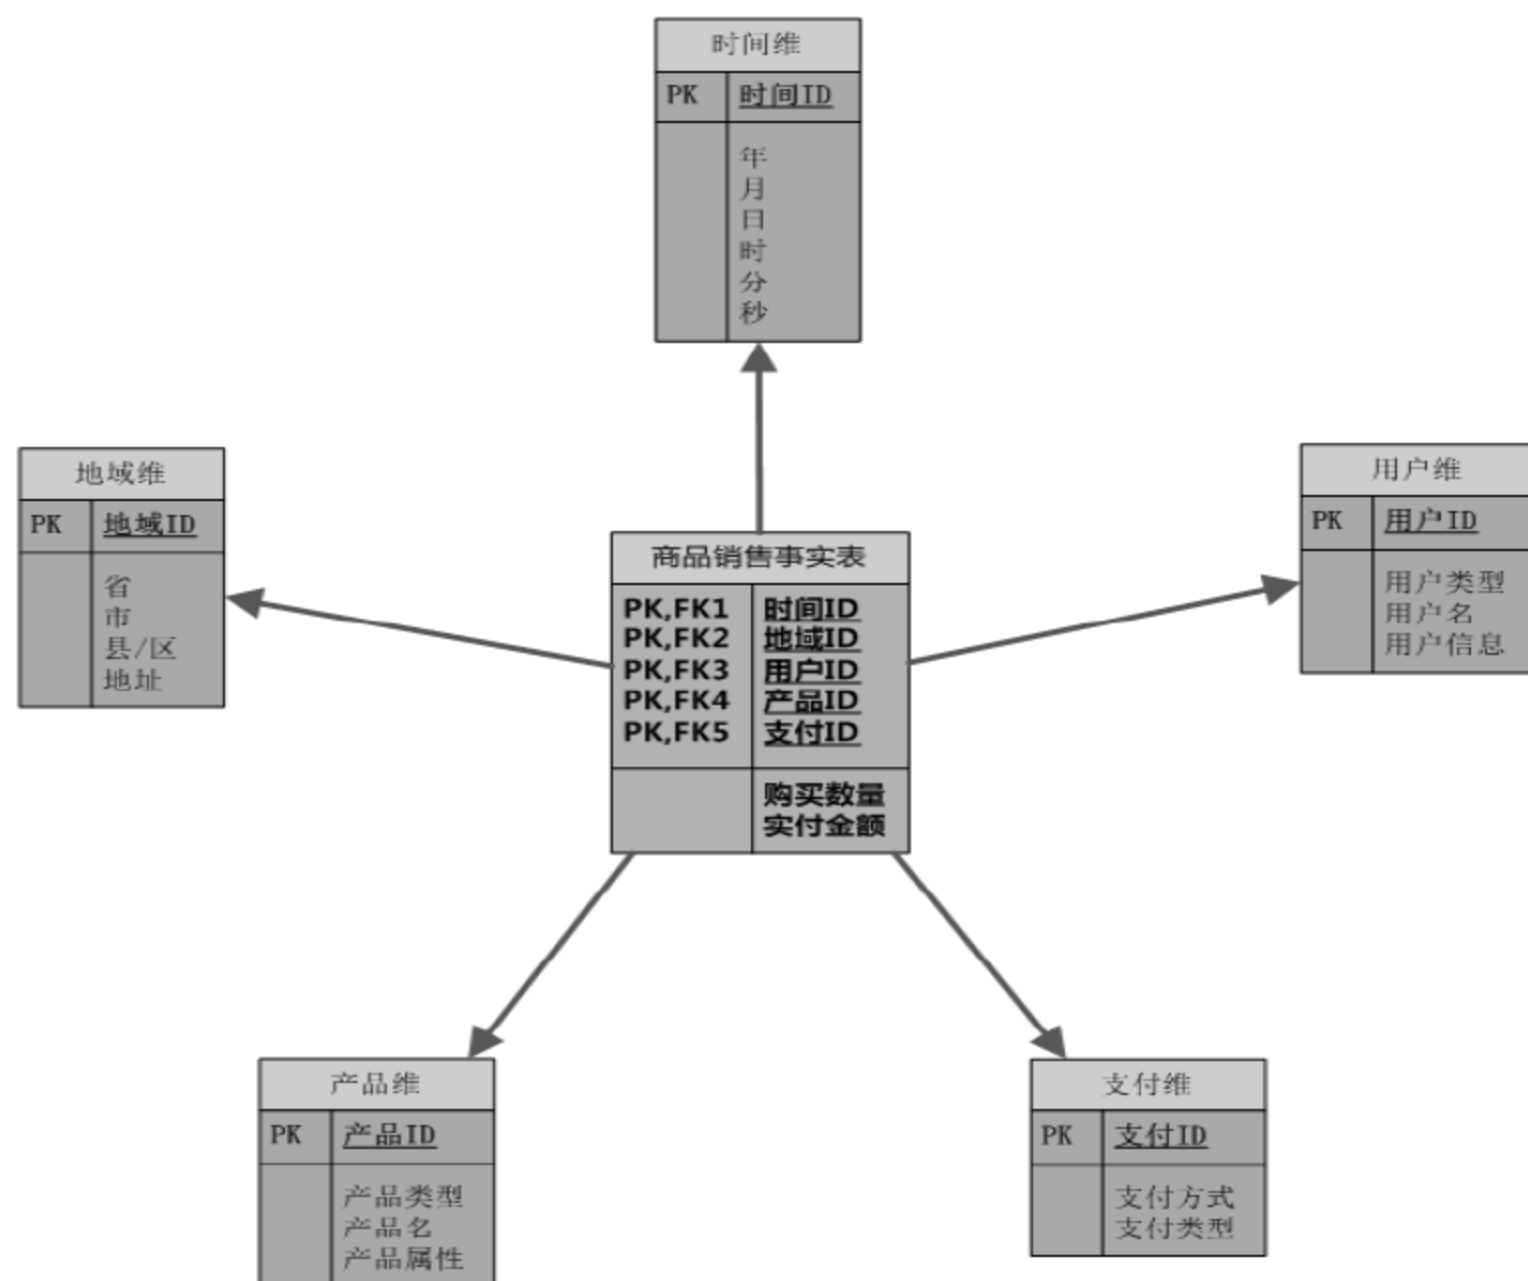 时间维
PK 时间ID
年
月
日
时
分
秒
地域维
PK 地域ID
省
市
县/区
地址
用户维
PK 用户ID
用户类型
用户名
用户信息
商品销售事实表
PK,FK1 时间ID
PK,FK2 地域ID
PK,FK3 用户ID
PK,FK4 产品ID
PK,FK5 支付ID
购买数量
实付金额
产品维
PK 产品ID
产品类型
产品名
产品属性
支付维
PK 支付ID
支付方式
支付类型